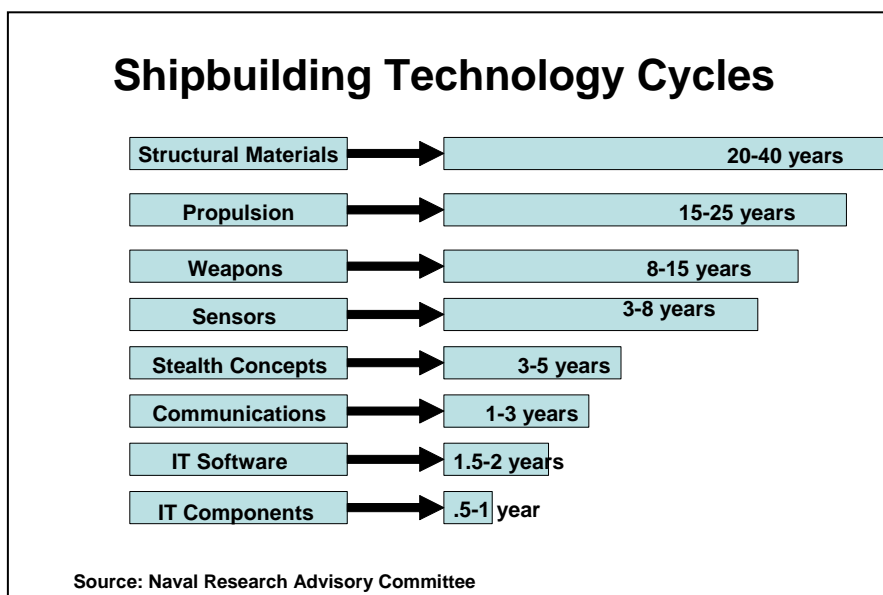 Shipbuilding Technology Cycles
Structural Materials 20-40 years
Propulsion 15-25 years
Weapons 8-15 years
Sensors 3-8 years
Stealth Concepts 3-5 years
Communications 1-3 years
IT Software 1.5-2 years
IT Components .5-1 year
Source: Naval Research Advisory Committee